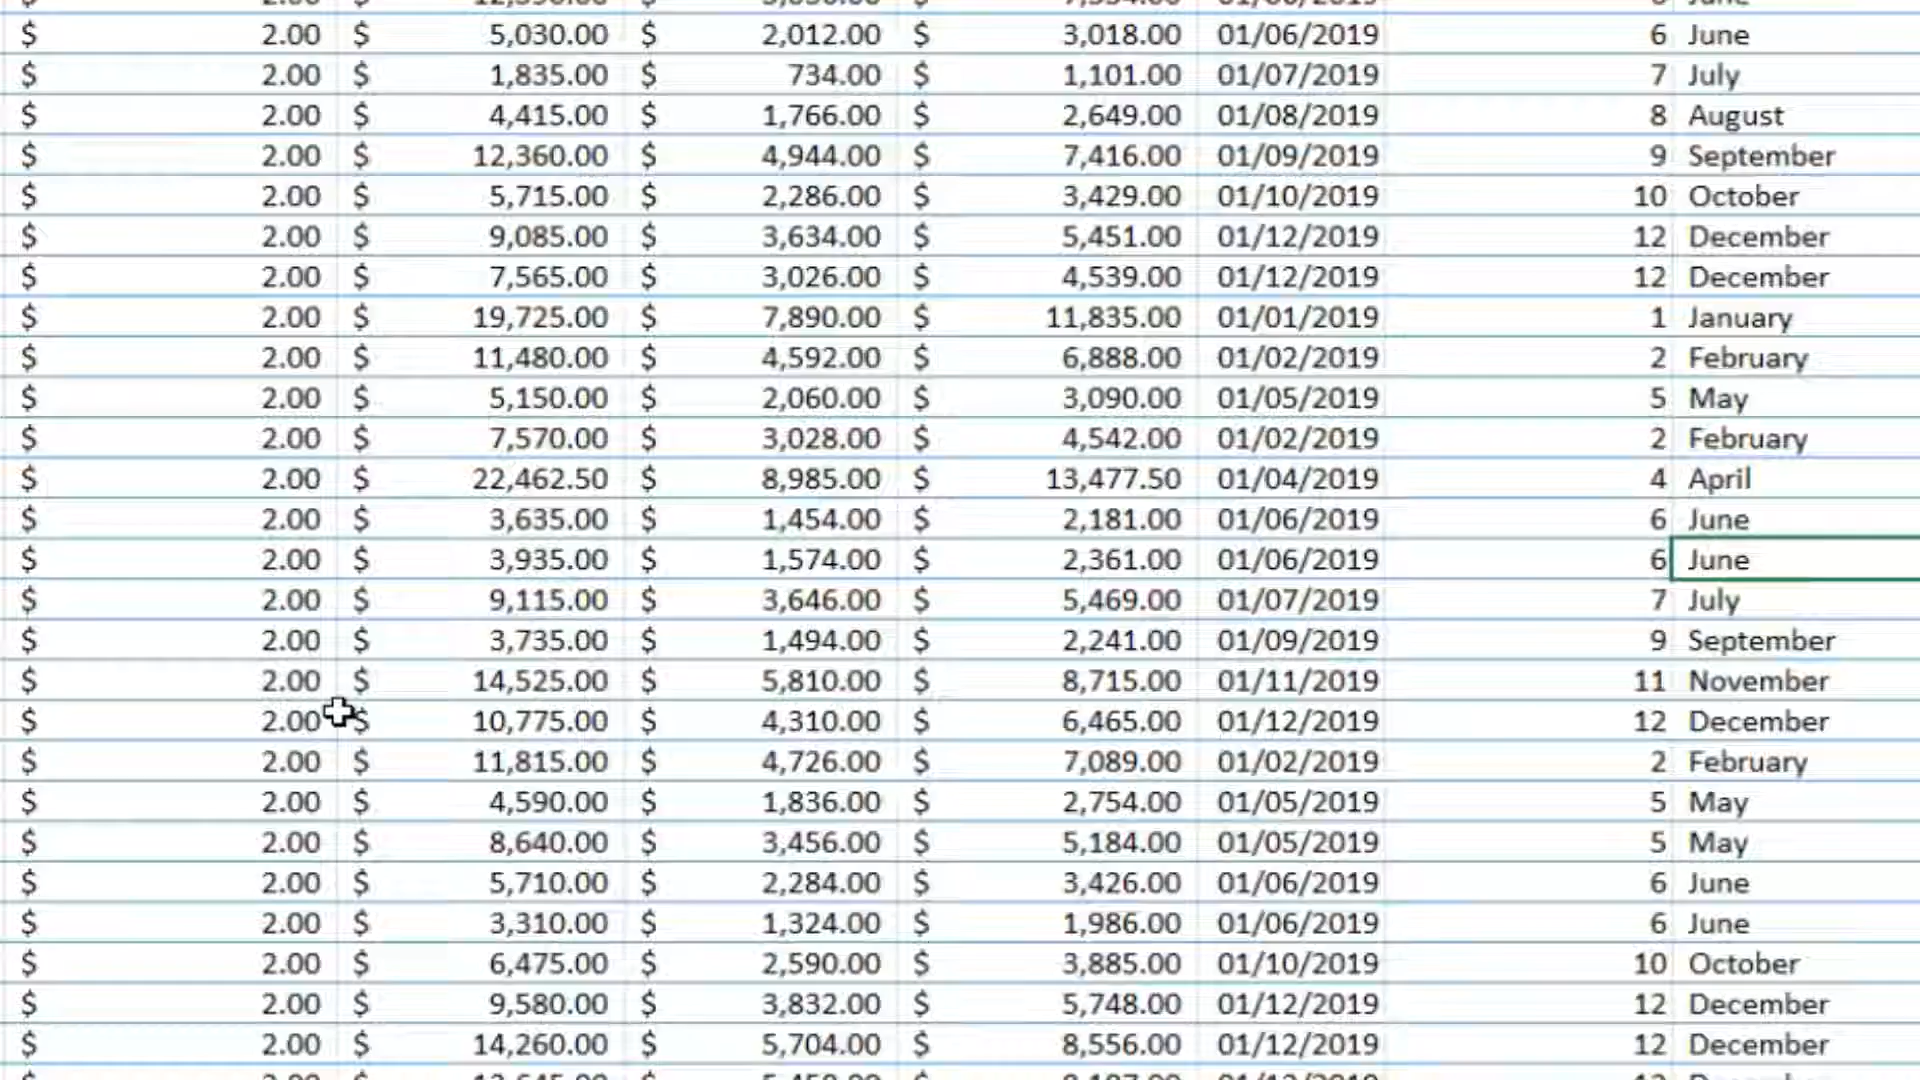 $ 2.00 $ 5,030.00 $ 2,012.00 $ 3,018.00 01/06/2019 6 June
$ 2.00 $ 1,835.00 $ 734.00 $ 1,101.00 01/07/2019 7 July
$ 2.00 $ 4,415.00 $ 1,766.00 $ 2,649.00 01/08/2019 8 August
$ 2.00 $ 12,360.00 $ 4,944.00 $ 7,416.00 01/09/2019 9 September
$ 2.00 $ 5,715.00 $ 2,286.00 $ 3,429.00 01/10/2019 10 October
$ 2.00 $ 9,085.00 $ 3,634.00 $ 5,451.00 01/12/2019 12 December
$ 2.00 $ 7,565.00 $ 3,026.00 $ 4,539.00 01/12/2019 12 December
$ 2.00 $ 19,725.00 $ 7,890.00 $ 11,835.00 01/01/2019 1 January
$ 2.00 $ 11,480.00 $ 4,592.00 $ 6,888.00 01/02/2019 2 February
$ 2.00 $ 5,150.00 $ 2,060.00 $ 3,090.00 01/05/2019 5 May
$ 2.00 $ 7,570.00 $ 3,028.00 $ 4,542.00 01/02/2019 2 February
$ 2.00 $ 22,462.50 $ 8,985.00 $ 13,477.50 01/04/2019 4 April
$ 2.00 $ 3,635.00 $ 1,454.00 $ 2,181.00 01/06/2019 6 June
$ 2.00 $ 3,935.00 $ 1,574.00 $ 2,361.00 01/06/2019 6 June
$ 2.00 $ 9,115.00 $ 3,646.00 $ 5,469.00 01/07/2019 7 July
$ 2.00 $ 3,735.00 $ 1,494.00 $ 2,241.00 01/09/2019 9 September
$ 2.00 $ 14,525.00 $ 5,810.00 $ 8,715.00 01/11/2019 11 November
$ 2.00 $ 10,775.00 $ 4,310.00 $ 6,465.00 01/12/2019 12 December
$ 2.00 $ 11,815.00 $ 4,726.00 $ 7,089.00 01/02/2019 2 February
$ 2.00 $ 4,590.00 $ 1,836.00 $ 2,754.00 01/05/2019 5 May
$ 2.00 $ 8,640.00 $ 3,456.00 $ 5,184.00 01/05/2019 5 May
$ 2.00 $ 5,710.00 $ 2,284.00 $ 3,426.00 01/06/2019 6 June
$ 2.00 $ 3,310.00 $ 1,324.00 $ 1,986.00 01/06/2019 6 June
$ 2.00 $ 6,475.00 $ 2,590.00 $ 3,885.00 01/10/2019 10 October
$ 2.00 $ 9,580.00 $ 3,832.00 $ 5,748.00 01/12/2019 12 December
$ 2.00 $ 14,260.00 $ 5,704.00 $ 8,556.00 01/12/2019 12 December